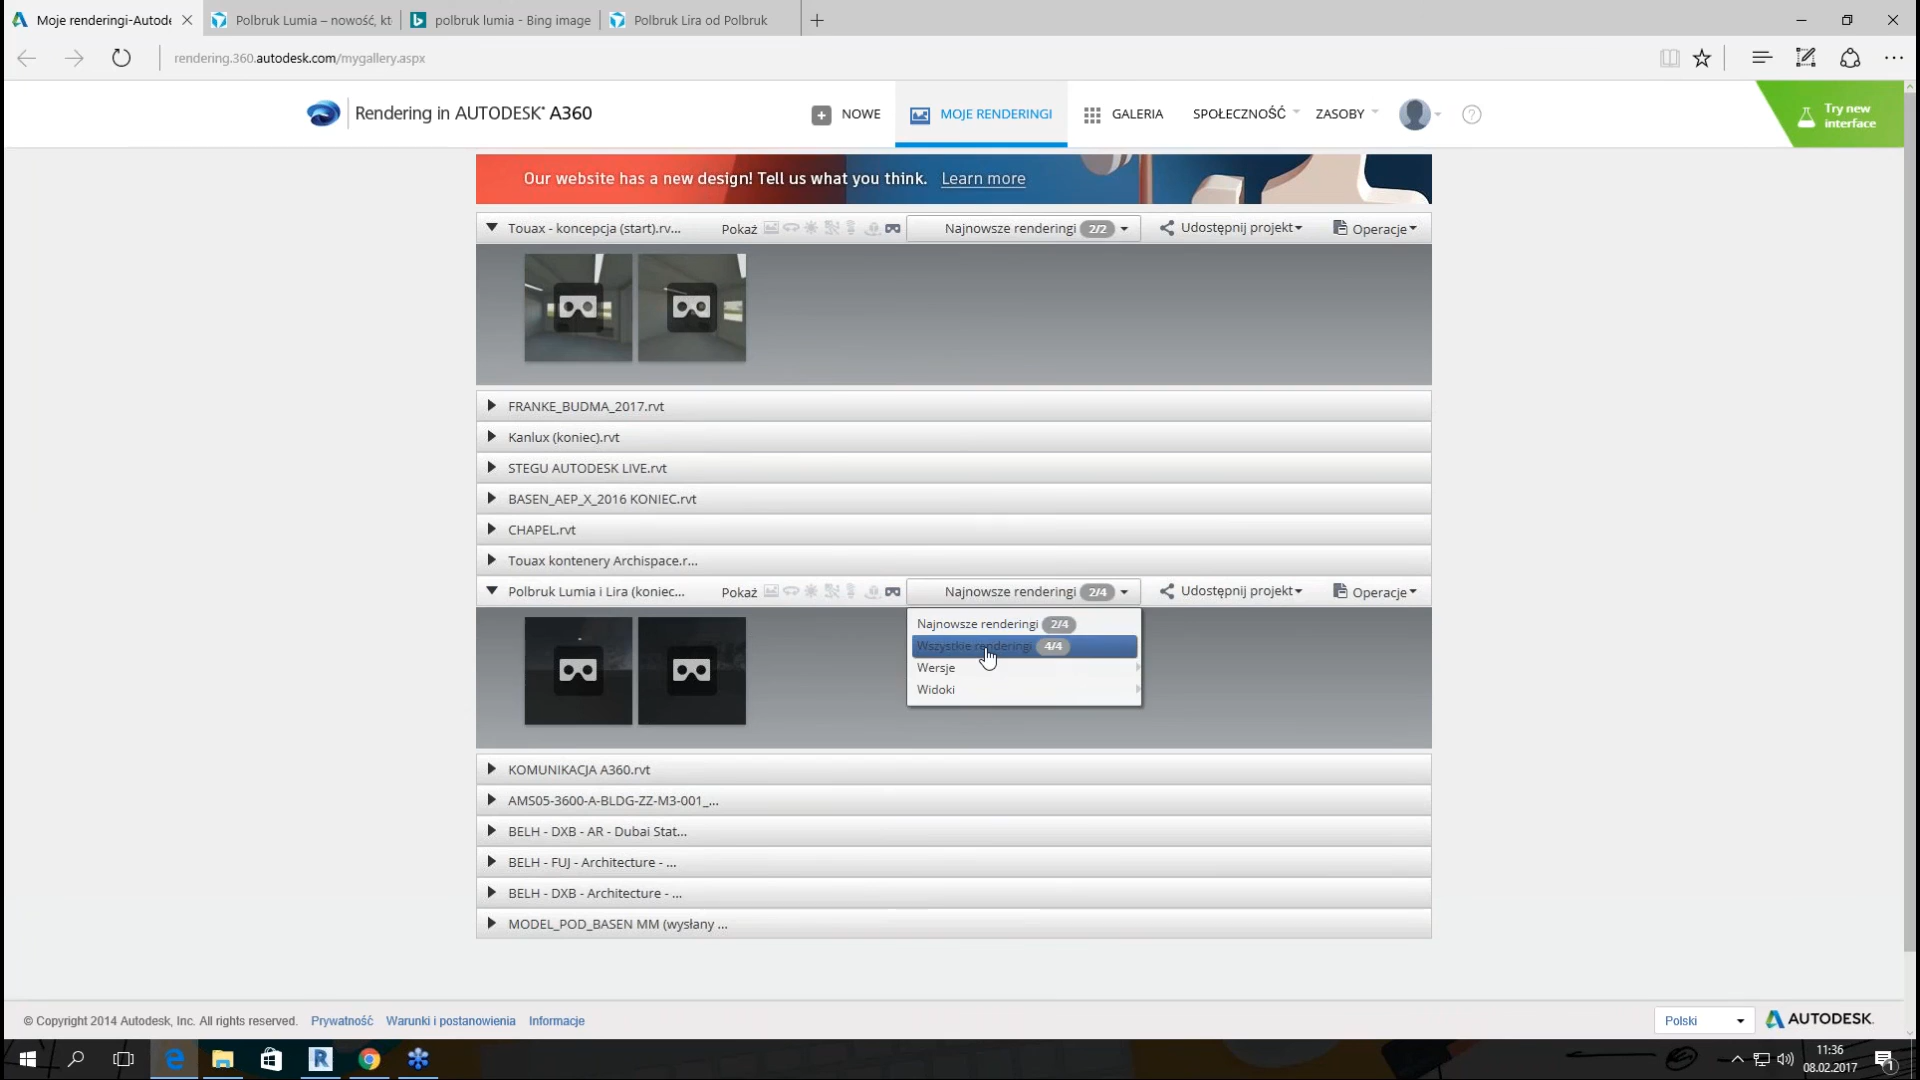 Moje renderingi-Autode
Polbruk Lumia – nowość, kt
polbruk lumia - Bing image
Polbruk Lira od Polbruk
rendering.360.autodesk.com/mygallery.aspx
Rendering in AUTODESK® A360
NOWE
MOJE RENDERINGI
GALERIA
SPOŁECZNOŚĆ
ZASOBY
?
Try new
interface
Our website has a new design! Tell us what you think. Learn more
Touax - koncepcja (start).rv...
Pokaż
Najnowsze renderingi 2/2
Udostępnij projekt
Operacje
FRANKE_BUDMA_2017.rvt
Kanlux (koniec).rvt
STEGU AUTODESK LIVE.rvt
BASEN_AEP_X_2016 KONIEC.rvt
CHAPEL.rvt
Touax kontenery Archispace.r...
Polbruk Lumia i Lira (koniec...
Pokaż
Najnowsze renderingi 2/4
Udostępnij projekt
Operacje
Najnowsze renderingi 2/4
Wszystkie renderingi 4/4
Wersje
Widoki
KOMUNIKACJA A360.rvt
AMS05-3600-A-BLDG-ZZ-M3-001_...
BELH - DXB - AR - Dubai Stat...
BELH - FUJ - Architecture - ...
BELH - DXB - Architecture - ...
MODEL_POD_BASEN MM (wysłany ...
© Copyright 2014 Autodesk, Inc. All rights reserved. Prywatność Warunki i postanowienia Informacje
Polski
AUTODESK.
11:36
08.02.2017
1